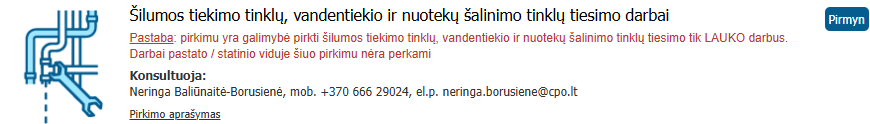 Šilumos tiekimo tinklų, vandentiekio ir nuotekų šalinimo tinklų tiesimo darbai
Pirmyn
Pastaba: pirkimu yra galimybė pirkti šilumos tiekimo tinklų, vandentiekio ir nuotekų šalinimo tinklų tiesimo tik LAUKO darbus.
Darbai pastato / statinio viduje šiuo pirkimu nėra perkami
Konsultuoja:
Neringa Baliūnaitė-Borusienė, mob. +370 666 29024, el.p. neringa.borusiene@cpo.lt
Pirkimo aprašymas